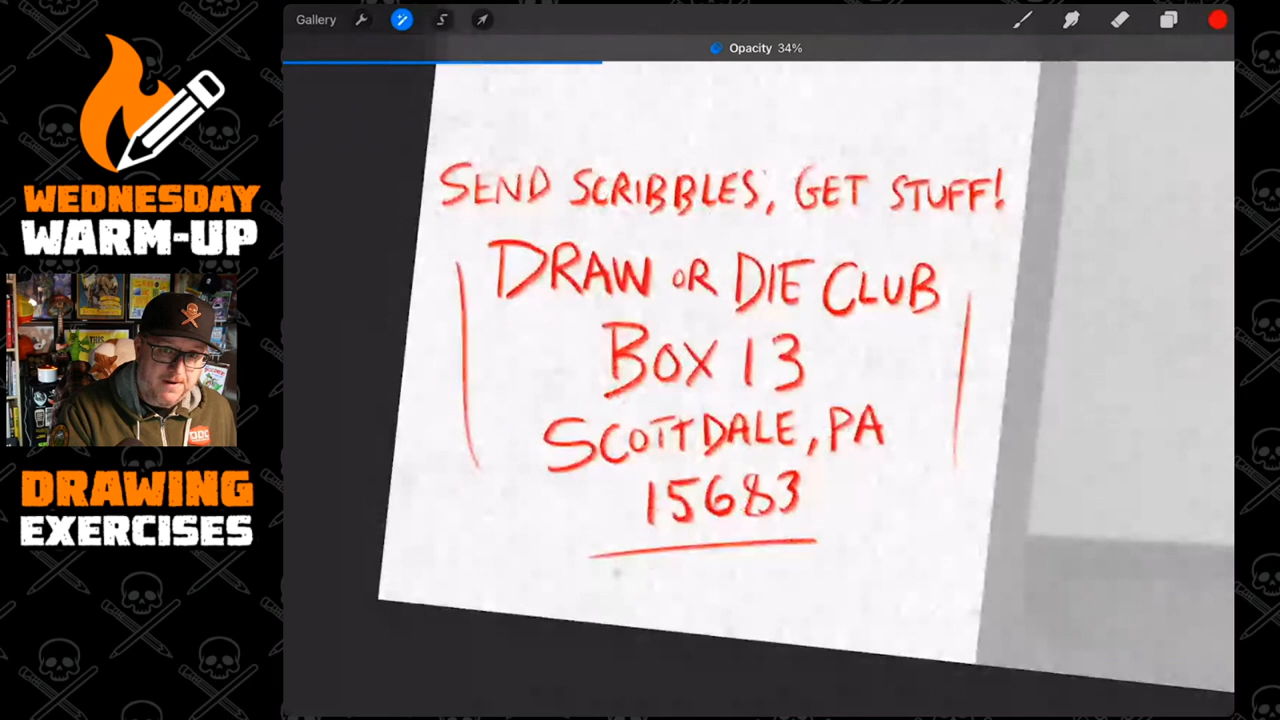 Gallery
Opacity 34%
WEDNESDAY
WARM-UP
SEND SCRIBBLES, GET STUFF!
DRAW OR DIE CLUB
BOX 13
SCOTTDALE, PA
15683
DRAWING
EXERCISES